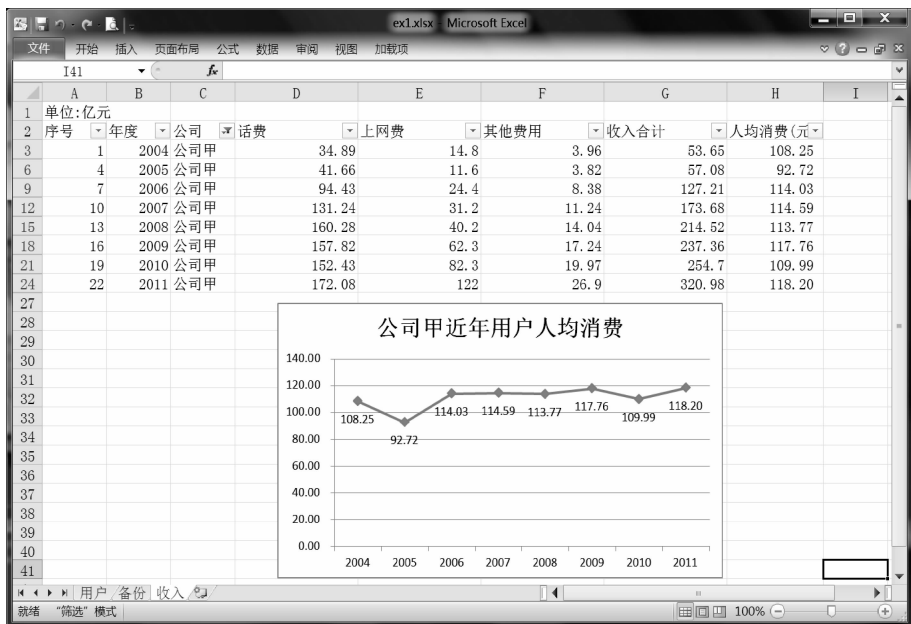 ex1.xlsx - Microsoft Excel
文件 开始 插入 页面布局 公式 数据 审阅 视图 加载项
I41 fx
A B C D E F G H I
1 单位:亿元
2 序号 年度 公司 话费 上网费 其他费用 收入合计 人均消费(元
3 1 2004 公司甲 34.89 14.8 3.96 53.65 108.25
6 4 2005 公司甲 41.66 11.6 3.82 57.08 92.72
9 7 2006 公司甲 94.43 24.4 8.38 127.21 114.03
12 10 2007 公司甲 131.24 31.2 11.24 173.68 114.59
15 13 2008 公司甲 160.28 40.2 14.04 214.52 113.77
18 16 2009 公司甲 157.82 62.3 17.24 237.36 117.76
21 19 2010 公司甲 152.43 82.3 19.97 254.7 109.99
24 22 2011 公司甲 172.08 122 26.9 320.98 118.20
27
28
29
30
31
32
33
34
35
36
37
38
39
40
41
公司甲近年用户人均消费
140.00
120.00
100.00
80.00
60.00
40.00
20.00
0.00
108.25 92.72 114.03 114.59 113.77 117.76 109.99 118.20
2004 2005 2006 2007 2008 2009 2010 2011
用户 备份 收入
就绪 "筛选"模式 100%